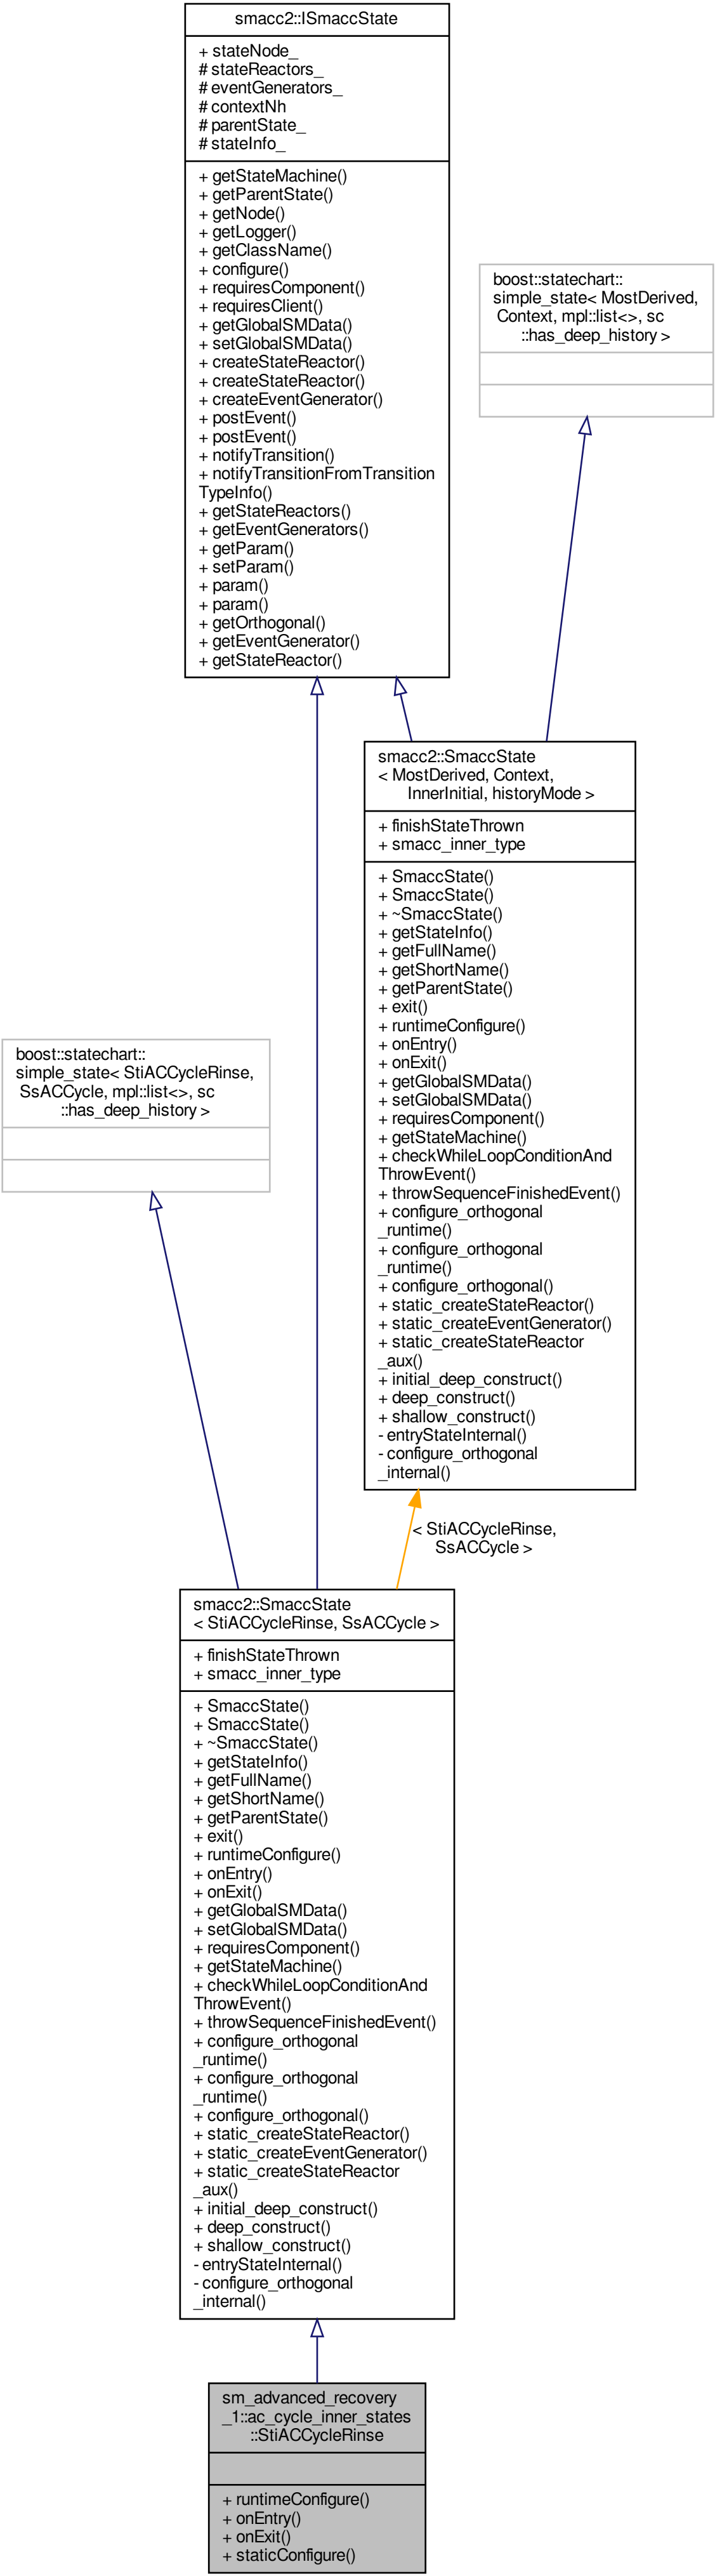 smacc2::ISmaccState
+ stateNode_
# stateReactors_
# eventGenerators_
# contextNh
# parentState_
# stateInfo_
+ getStateMachine()
+ getParentState()
+ getNode()
+ getLogger()
+ getClassName()
+ configure()
+ requiresComponent()
+ requiresClient()
+ getGlobalSMData()
+ setGlobalSMData()
+ createStateReactor()
+ createStateReactor()
+ createEventGenerator()
+ postEvent()
+ postEvent()
+ notifyTransition()
+ notifyTransitionFromTransition
TypeInfo()
+ getStateReactors()
+ getEventGenerators()
+ getParam()
+ setParam()
+ param()
+ param()
+ getOrthogonal()
+ getEventGenerator()
+ getStateReactor()
boost::statechart::
simple_state< MostDerived,
Context, mpl::list<>, sc
::has_deep_history >
smacc2::SmaccState
< MostDerived, Context,
InnerInitial, historyMode >
+ finishStateThrown
+ smacc_inner_type
+ SmaccState()
+ SmaccState()
+ ~SmaccState()
+ getStateInfo()
+ getFullName()
+ getShortName()
+ getParentState()
+ exit()
+ runtimeConfigure()
+ onEntry()
+ onExit()
+ getGlobalSMData()
+ setGlobalSMData()
+ requiresComponent()
+ getStateMachine()
+ checkWhileLoopConditionAnd
ThrowEvent()
+ throwSequenceFinishedEvent()
+ configure_orthogonal
_runtime()
+ configure_orthogonal
_runtime()
+ configure_orthogonal()
+ static_createStateReactor()
+ static_createEventGenerator()
+ static_createStateReactor
_aux()
+ initial_deep_construct()
+ deep_construct()
+ shallow_construct()
- entryStateInternal()
- configure_orthogonal
_internal()
boost::statechart::
simple_state< StiACCycleRinse,
SsACCycle, mpl::list<>, sc
::has_deep_history >
< StiACCycleRinse,
SsACCycle >
smacc2::SmaccState
< StiACCycleRinse, SsACCycle >
+ finishStateThrown
+ smacc_inner_type
+ SmaccState()
+ SmaccState()
+ ~SmaccState()
+ getStateInfo()
+ getFullName()
+ getShortName()
+ getParentState()
+ exit()
+ runtimeConfigure()
+ onEntry()
+ onExit()
+ getGlobalSMData()
+ setGlobalSMData()
+ requiresComponent()
+ getStateMachine()
+ checkWhileLoopConditionAnd
ThrowEvent()
+ throwSequenceFinishedEvent()
+ configure_orthogonal
_runtime()
+ configure_orthogonal
_runtime()
+ configure_orthogonal()
+ static_createStateReactor()
+ static_createEventGenerator()
+ static_createStateReactor
_aux()
+ initial_deep_construct()
+ deep_construct()
+ shallow_construct()
- entryStateInternal()
- configure_orthogonal
_internal()
sm_advanced_recovery
_1::ac_cycle_inner_states
::StiACCycleRinse
+ runtimeConfigure()
+ onEntry()
+ onExit()
+ staticConfigure()